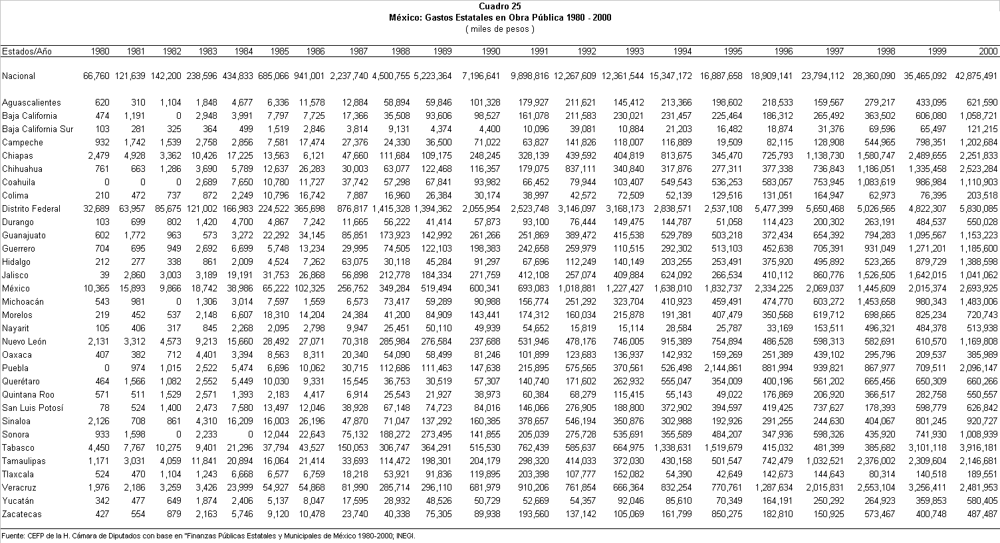 Cuadro 25
México: Gastos Estatales en Obra Pública 1980 - 2000
( miles de pesos )
Estados/Año 1980 1981 1982 1983 1984 1985 1986 1987 1988 1989 1990 1991 1992 1993 1994 1995 1996 1997 1998 1999 2000
Nacional 66,760 121,639 142,200 238,596 434,833 685,066 941,001 2,237,740 4,500,755 5,223,364 7,196,641 9,898,816 12,267,609 12,361,544 15,347,172 16,887,658 18,909,141 23,794,112 28,360,090 35,465,092 42,875,491
Aguascalientes 620 310 1,104 1,848 4,677 6,336 11,578 12,884 58,894 59,846 101,328 179,927 211,621 145,412 213,366 198,602 218,533 159,567 279,217 433,095 621,590
Baja California 474 1,191 0 2,948 3,991 7,797 7,725 17,366 35,508 93,606 98,527 161,078 211,583 230,021 231,457 225,464 186,312 265,492 363,502 606,080 1,058,721
Baja California Sur 103 281 325 364 499 1,519 2,846 3,814 9,131 4,374 4,400 10,096 39,081 10,884 21,203 16,482 18,874 31,376 69,596 65,497 121,215
Campeche 932 1,742 1,539 2,758 2,856 7,581 17,474 27,376 24,330 36,500 71,022 63,827 141,826 118,007 116,889 19,509 82,115 128,908 544,965 798,351 1,202,684
Chiapas 2,479 4,928 3,362 10,426 17,225 13,563 6,121 47,660 111,684 109,175 248,245 328,139 439,592 404,819 813,675 345,470 725,793 1,138,730 1,580,747 2,489,655 2,251,833
Chihuahua 761 663 1,286 3,690 5,789 12,637 26,283 30,003 63,077 122,468 116,357 179,075 837,111 340,840 317,876 277,311 377,338 736,843 1,186,051 1,335,458 2,523,284
Coahuila 0 0 0 2,689 7,650 10,780 11,727 37,742 57,298 67,841 93,982 66,452 79,944 103,407 549,543 536,253 583,057 753,945 1,083,619 986,984 1,110,903
Colima 210 472 737 872 2,249 10,796 16,742 7,887 16,960 26,384 30,174 38,997 42,572 72,509 52,139 129,516 131,051 164,947 62,973 76,395 203,518
Distrito Federal 32,689 63,957 85,675 121,002 166,983 224,522 365,698 876,817 1,415,328 1,394,362 2,055,954 2,523,748 3,146,097 3,168,173 2,838,571 2,537,108 5,477,399 5,650,468 5,026,565 4,822,307 5,830,085
Durango 103 699 802 1,420 4,700 4,867 7,242 11,665 56,222 41,414 57,873 93,100 76,444 149,475 144,787 51,058 114,423 200,302 263,191 484,537 550,028
Guanajuato 602 1,772 963 573 3,272 22,292 34,145 85,851 173,923 142,992 261,266 251,869 389,472 415,538 529,789 503,218 372,434 654,392 794,283 1,095,567 1,153,223
Guerrero 704 695 949 2,692 6,699 5,748 13,234 29,995 74,505 122,103 198,383 242,658 259,979 110,515 292,302 513,103 452,638 705,391 931,049 1,271,201 1,185,600
Hidalgo 212 277 338 861 2,009 4,524 7,262 63,075 30,118 45,284 91,297 67,696 112,249 140,149 203,255 253,491 375,920 495,892 523,265 879,729 1,388,598
Jalisco 39 2,860 3,003 3,189 19,191 31,753 26,868 56,898 212,778 184,334 271,759 412,108 257,074 409,884 624,092 266,534 410,112 860,776 1,526,505 1,642,015 1,041,062
México 10,365 15,893 9,866 18,742 38,986 65,222 102,325 256,752 349,284 519,494 600,341 693,083 1,018,881 1,227,427 1,638,010 1,832,737 2,334,225 2,069,037 1,445,609 2,015,374 2,693,925
Michoacán 543 981 0 1,306 3,014 7,597 1,559 6,573 73,417 59,289 90,988 156,774 251,292 323,704 410,923 459,491 474,770 603,272 1,453,658 980,343 1,483,006
Morelos 219 452 537 2,148 6,607 18,310 14,204 24,384 41,200 84,909 143,441 174,312 160,034 215,878 191,381 407,479 350,568 619,712 698,665 825,234 720,743
Nayarit 105 406 317 845 2,268 2,095 2,798 9,947 25,451 50,110 49,939 54,652 15,819 15,114 28,584 25,787 33,169 153,511 496,321 484,378 513,938
Nuevo León 2,131 3,312 4,573 9,213 15,660 28,492 27,071 70,318 285,984 276,584 237,688 531,946 478,176 746,005 915,389 754,894 486,528 598,313 582,691 610,570 1,169,808
Oaxaca 407 382 712 4,401 3,394 8,563 8,311 20,340 54,090 58,499 81,246 101,899 123,683 136,937 142,932 159,269 251,389 439,102 295,796 209,537 385,989
Puebla 0 974 1,015 2,522 5,474 6,696 10,062 30,715 112,686 111,463 147,638 215,895 575,565 370,561 526,498 2,144,861 881,994 939,821 867,977 709,511 2,096,147
Querétaro 464 1,566 1,082 2,552 5,449 10,030 9,331 15,545 36,753 30,519 57,307 140,740 171,602 262,932 555,047 354,009 400,196 561,202 665,456 650,309 660,266
Quintana Roo 571 511 1,529 2,571 1,393 2,183 4,417 6,914 25,543 21,927 38,973 60,384 68,279 115,415 55,143 49,022 176,869 206,920 366,517 282,758 550,557
San Luis Potosí 78 524 1,400 2,473 7,580 13,497 12,046 38,928 67,148 74,723 84,016 146,066 276,905 188,800 372,902 394,597 419,425 737,627 178,393 598,779 626,842
Sinaloa 2,126 708 861 4,310 16,209 16,003 26,196 47,870 71,047 137,292 160,385 378,657 546,194 350,876 302,988 192,926 291,255 244,630 404,067 801,245 920,727
Sonora 933 1,598 0 2,233 0 12,044 22,643 75,132 188,272 273,495 141,855 205,039 275,728 535,691 355,589 484,207 347,936 598,326 435,920 741,930 1,008,939
Tabasco 4,450 7,767 10,275 9,401 21,296 37,794 43,527 150,053 306,747 364,291 515,530 762,439 585,637 664,975 1,338,631 1,519,679 415,032 481,399 385,682 3,101,118 3,916,181
Tamaulipas 1,171 3,031 4,059 11,841 20,894 16,064 21,414 33,693 114,472 198,301 204,179 298,320 414,033 372,030 430,158 501,547 742,479 1,032,521 2,376,002 2,309,604 2,146,681
Tlaxcala 524 470 1,104 1,243 6,668 6,577 6,759 18,218 53,921 91,836 119,895 203,398 107,777 152,082 54,390 42,649 142,673 144,643 80,314 140,518 189,551
Veracruz 1,976 2,186 3,259 3,426 23,999 54,927 54,868 81,990 285,714 296,110 681,979 910,206 761,854 666,364 832,254 770,761 1,287,634 2,015,831 2,553,104 3,256,411 2,481,953
Yucatán 342 477 649 1,874 2,406 5,137 8,047 17,595 28,932 48,526 50,729 52,669 54,357 92,046 85,610 70,349 164,191 250,292 264,923 359,853 580,405
Zacatecas 427 554 879 2,163 5,746 9,120 10,478 23,740 40,338 75,305 89,938 193,560 137,142 105,069 161,799 850,275 182,810 150,925 573,467 400,748 487,487
Fuente: CEFP de la H. Cámara de Diputados con base en "Finanzas Públicas Estatales y Municipales de México 1980-2000; INEGI.